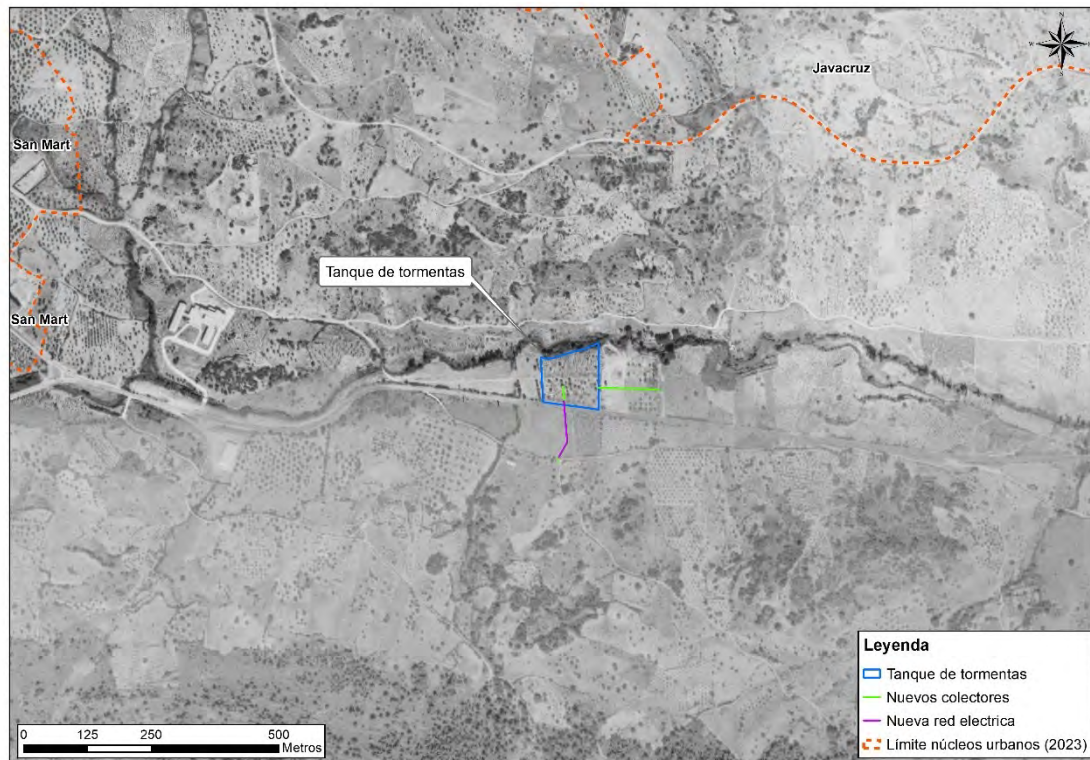 N
W
E
S
Javacruz
San Mart
Tanque de tormentas
San Mart
Leyenda
Tanque de tormentas
Nuevos colectores
Nueva red electrica
Límite núcleos urbanos (2023)
0 125 250 500
Metros